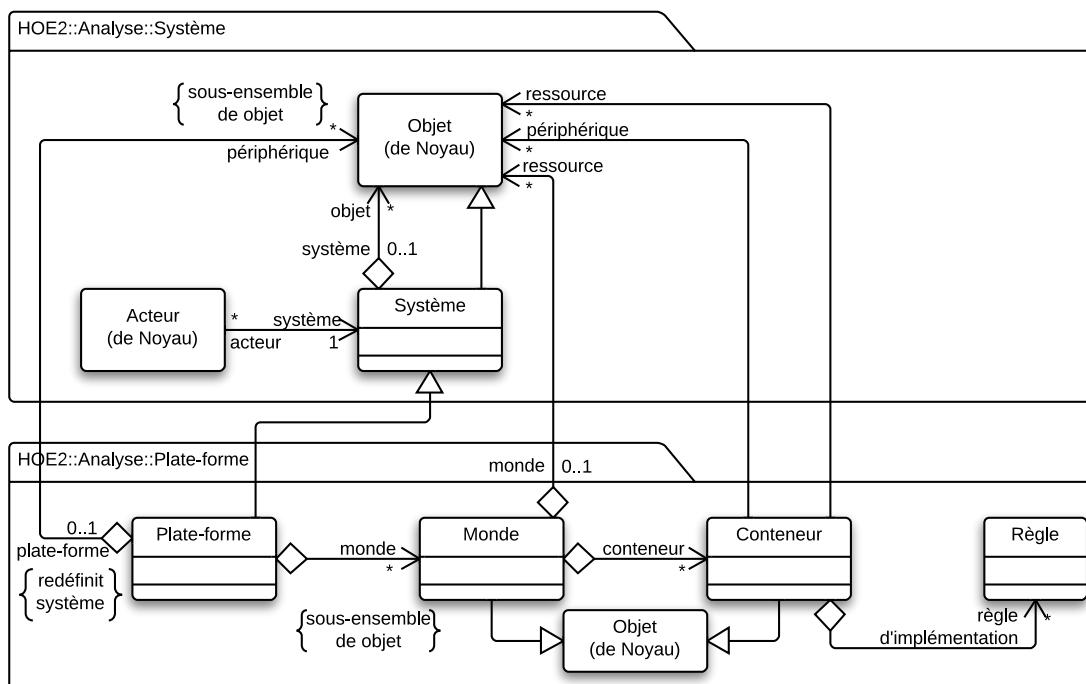 HOE2::Analyse::Système
sous-ensemble
de objet
*
périphérique
Objet
(de Noyau)
ressource
*
périphérique
*
ressource
*
objet
*
système
0..1
Acteur
(de Noyau)
*
système
acteur
1
Système
HOE2::Analyse::Plate-forme
monde
0..1
0..1
plate-forme
redéfinit
système
Plate-forme
monde
*
sous-ensemble
de objet
Monde
conteneur
*
Conteneur
Règle
Objet
(de Noyau)
règle
*
d'implémentation